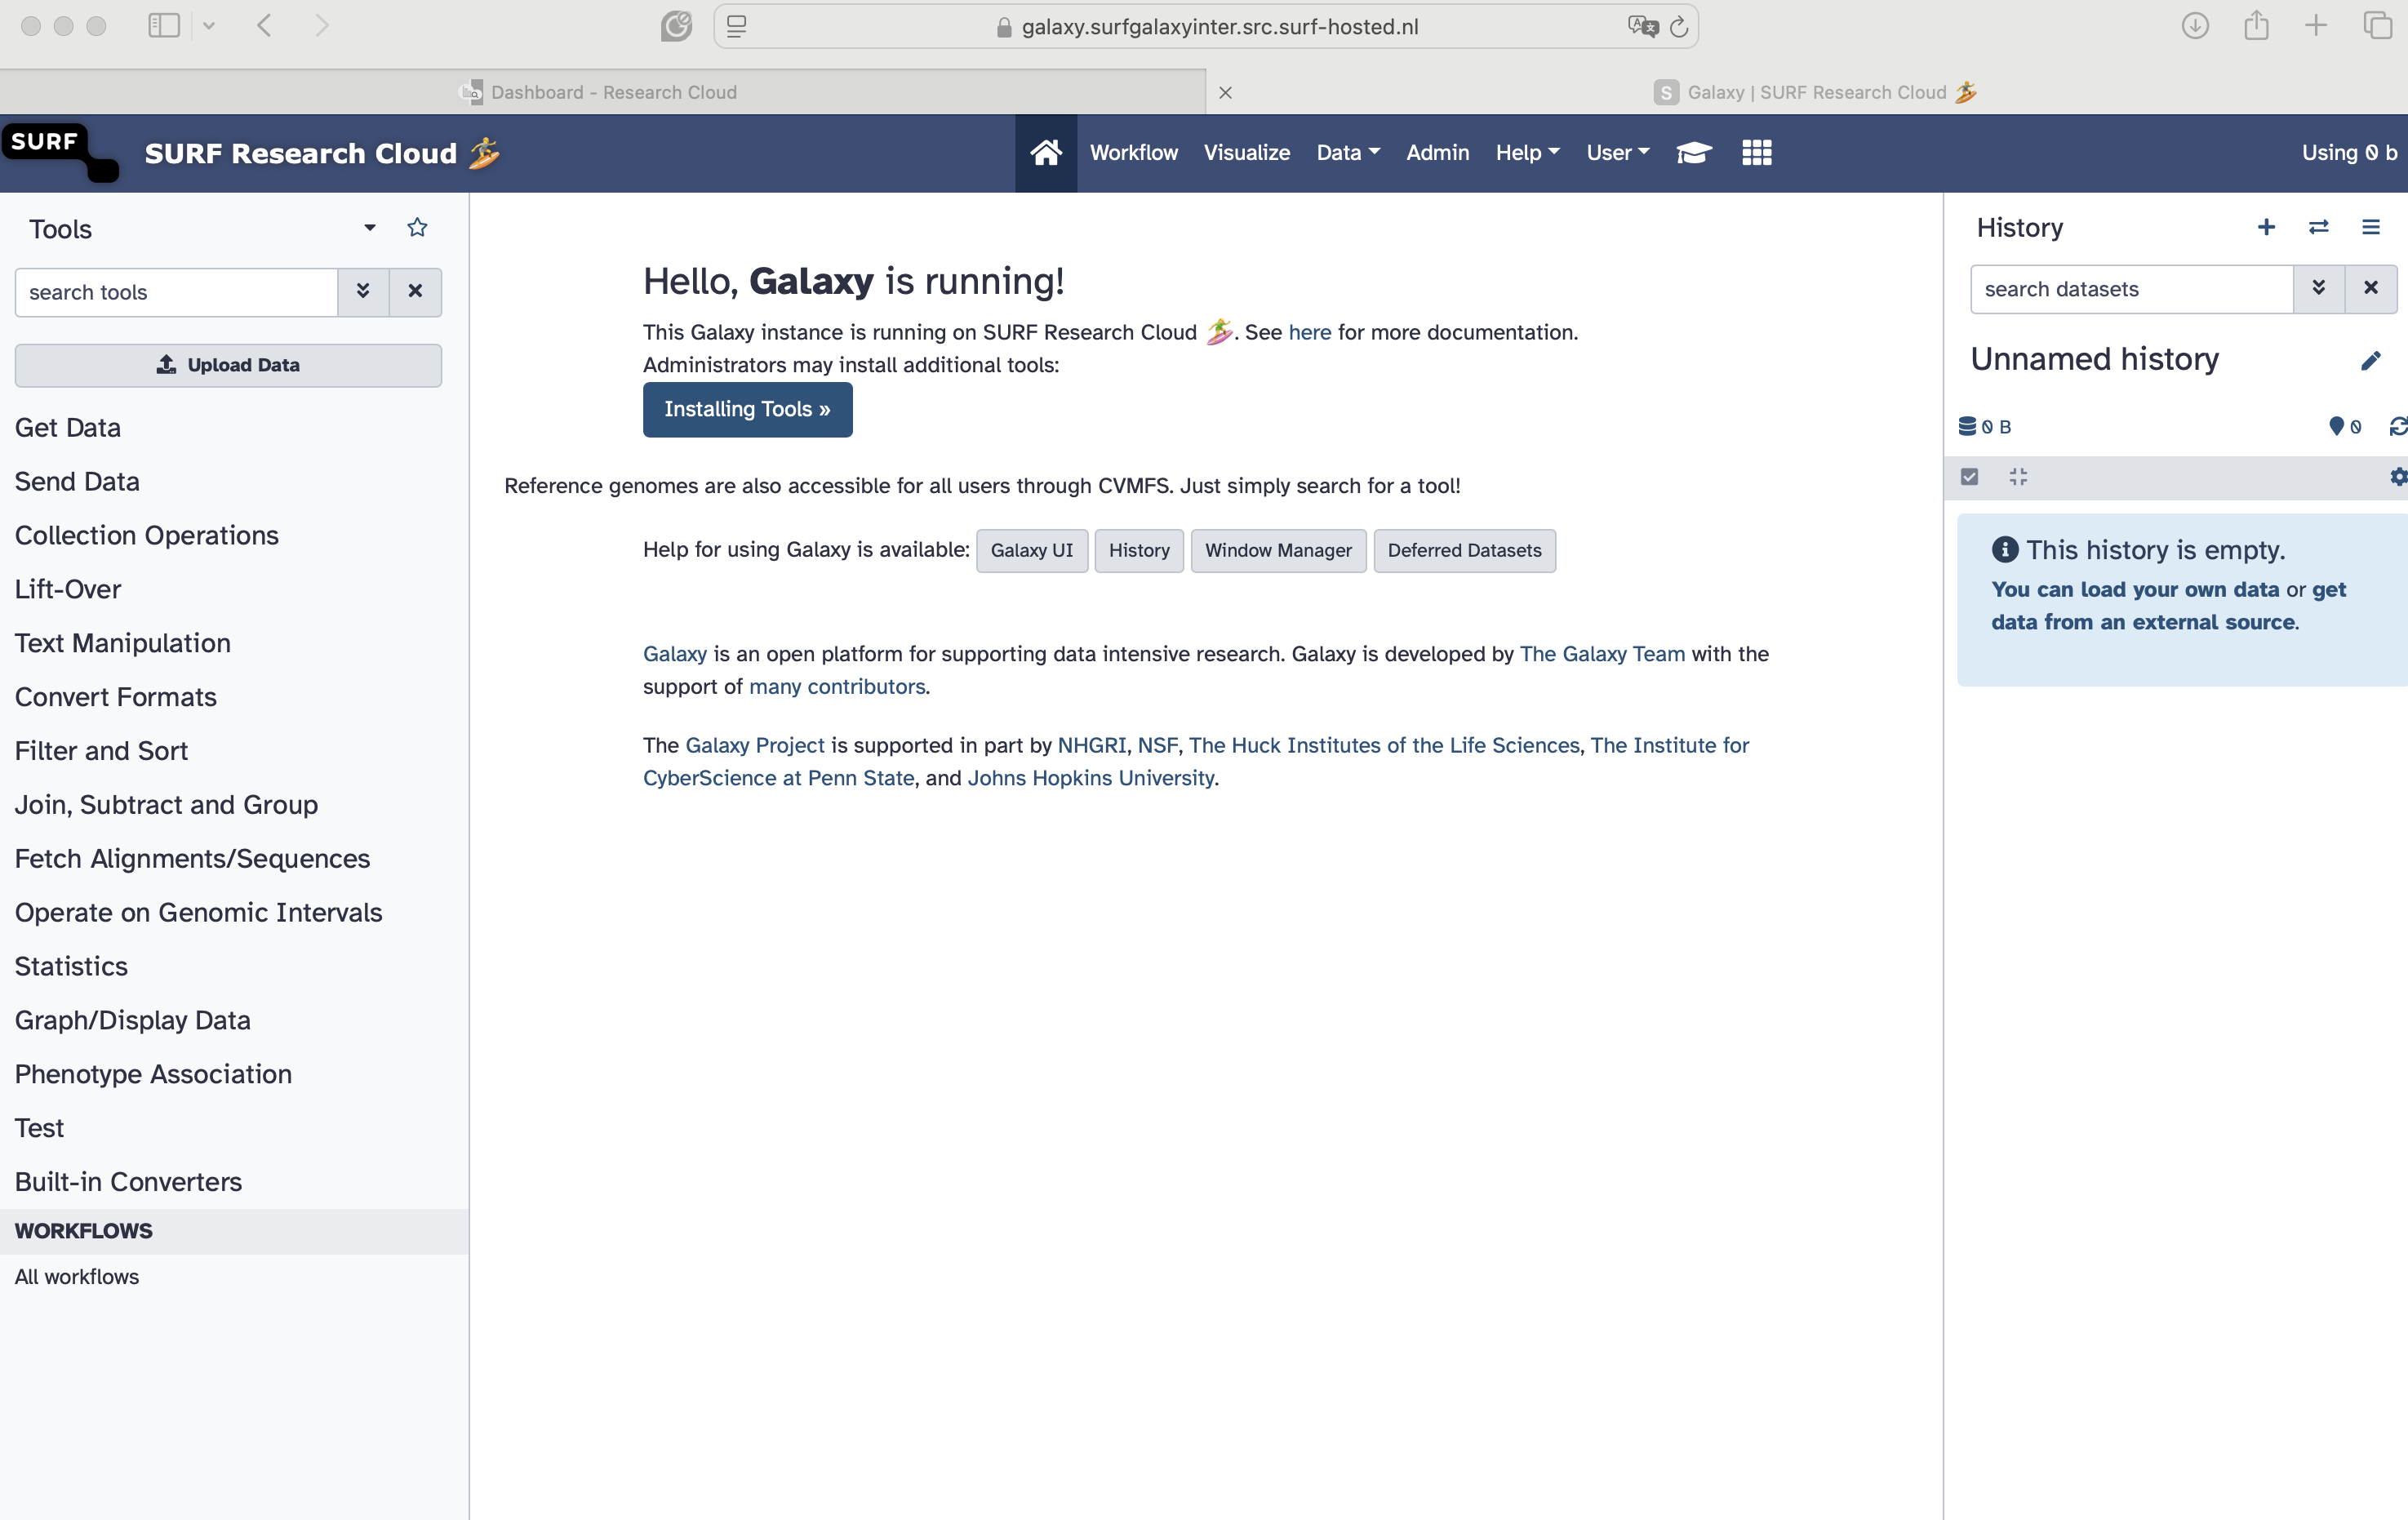 galaxy.surfgalaxyinter.src.surf-hosted.nl
Dashboard - Research Cloud
Galaxy | SURF Research Cloud 🏄
SURF
SURF Research Cloud 🏄
Workflow Visualize Data Admin Help User
Using 0 b
Tools
search tools
Upload Data
Get Data
Send Data
Collection Operations
Lift-Over
Text Manipulation
Convert Formats
Filter and Sort
Join, Subtract and Group
Fetch Alignments/Sequences
Operate on Genomic Intervals
Statistics
Graph/Display Data
Phenotype Association
Test
Built-in Converters
WORKFLOWS
All workflows
Hello, Galaxy is running!
This Galaxy instance is running on SURF Research Cloud 🏄. See here for more documentation.
Administrators may install additional tools:
Installing Tools »
Reference genomes are also accessible for all users through CVMFS. Just simply search for a tool!
Help for using Galaxy is available: Galaxy UI History Window Manager Deferred Datasets
Galaxy is an open platform for supporting data intensive research. Galaxy is developed by The Galaxy Team with the
support of many contributors.
The Galaxy Project is supported in part by NHGRI, NSF, The Huck Institutes of the Life Sciences, The Institute for
CyberScience at Penn State, and Johns Hopkins University.
History
search datasets
Unnamed history
0 B
0
This history is empty.
You can load your own data or get
data from an external source.